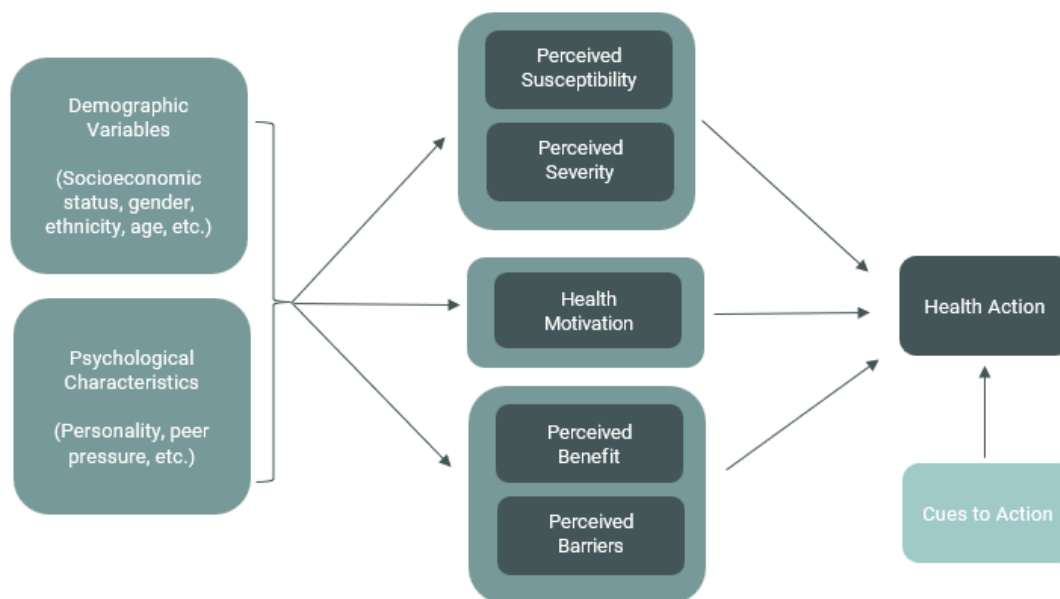 Demographic
Variables
(Socioeconomic
status, gender,
ethnicity, age, etc.)
Psychological
Characteristics
(Personality, peer
pressure, etc.)
Perceived
Susceptibility
Perceived
Severity
Health
Motivation
Perceived
Benefit
Perceived
Barriers
Health Action
Cues to Action